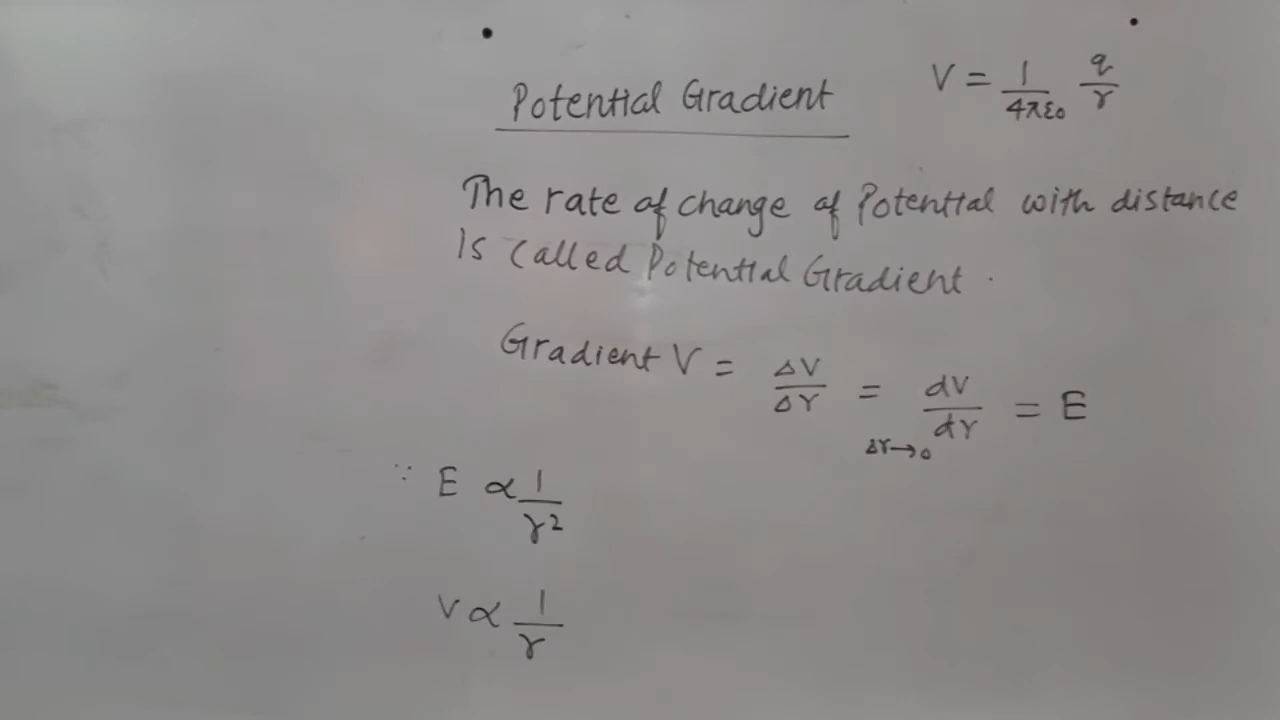 Potential Gradient
V = 1/4πε0 q/r
The rate of change of Potential with distance
is called Potential Gradient.
Gradient V = ΔV/Δr = dV/dr = E
Δr→0
∵ E ∝ 1/r²
V ∝ 1/r